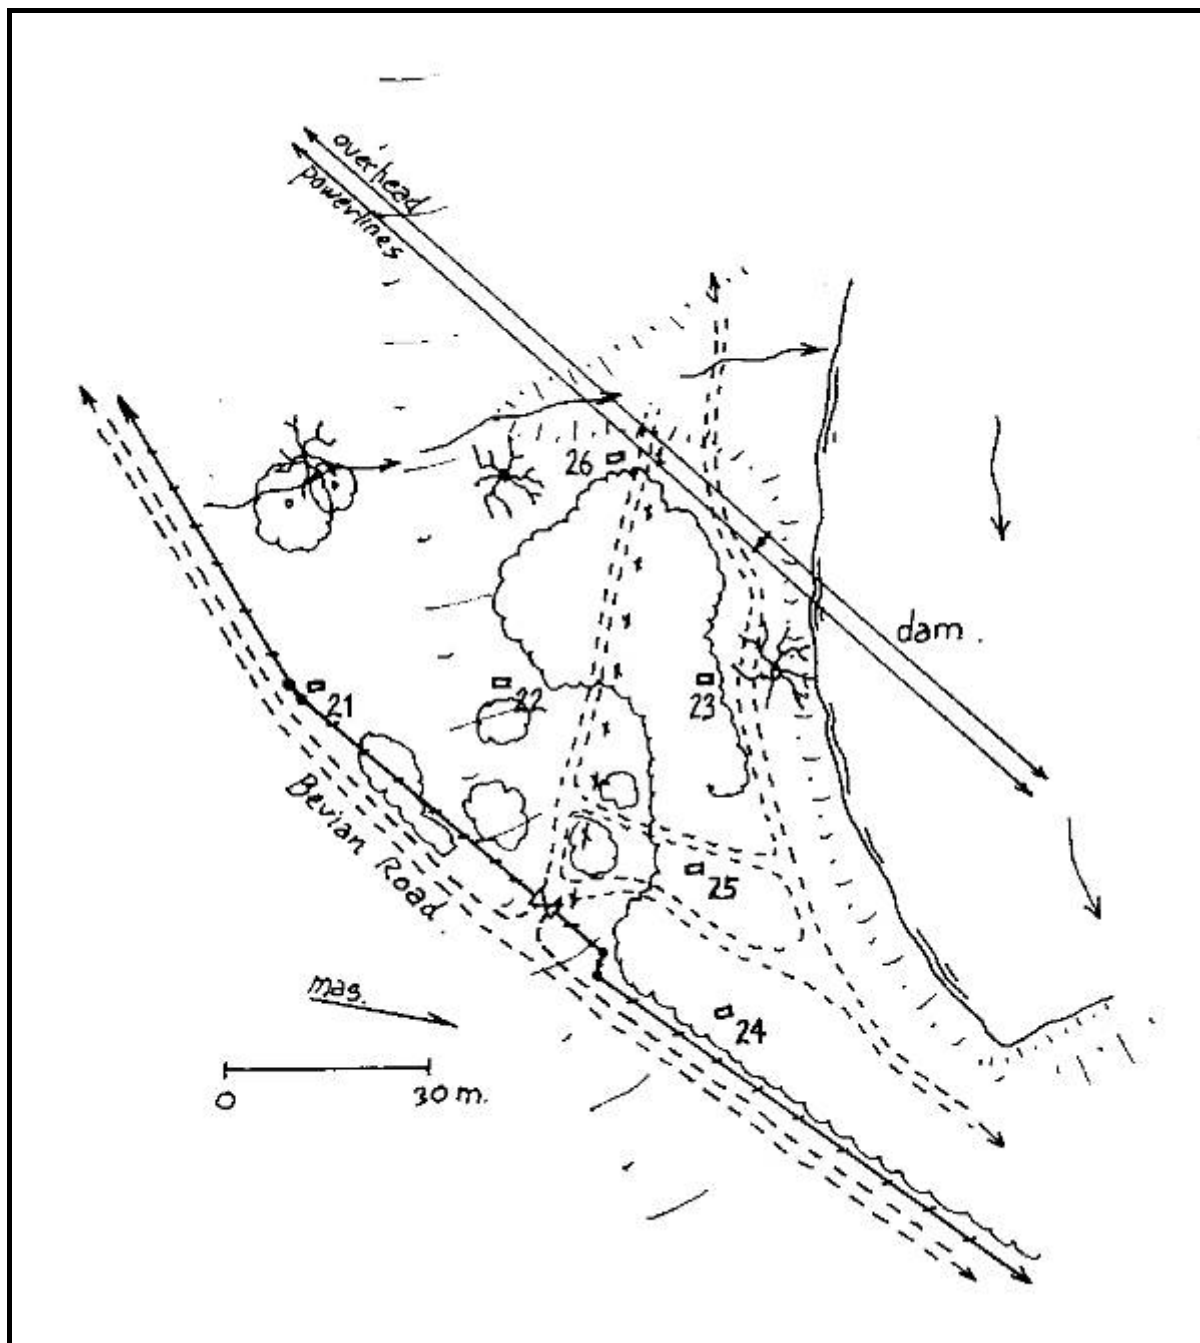 overhead
powerlines
26
dam.
21
22
23
Bevian Road.
25
mag.
24
0 30 m.